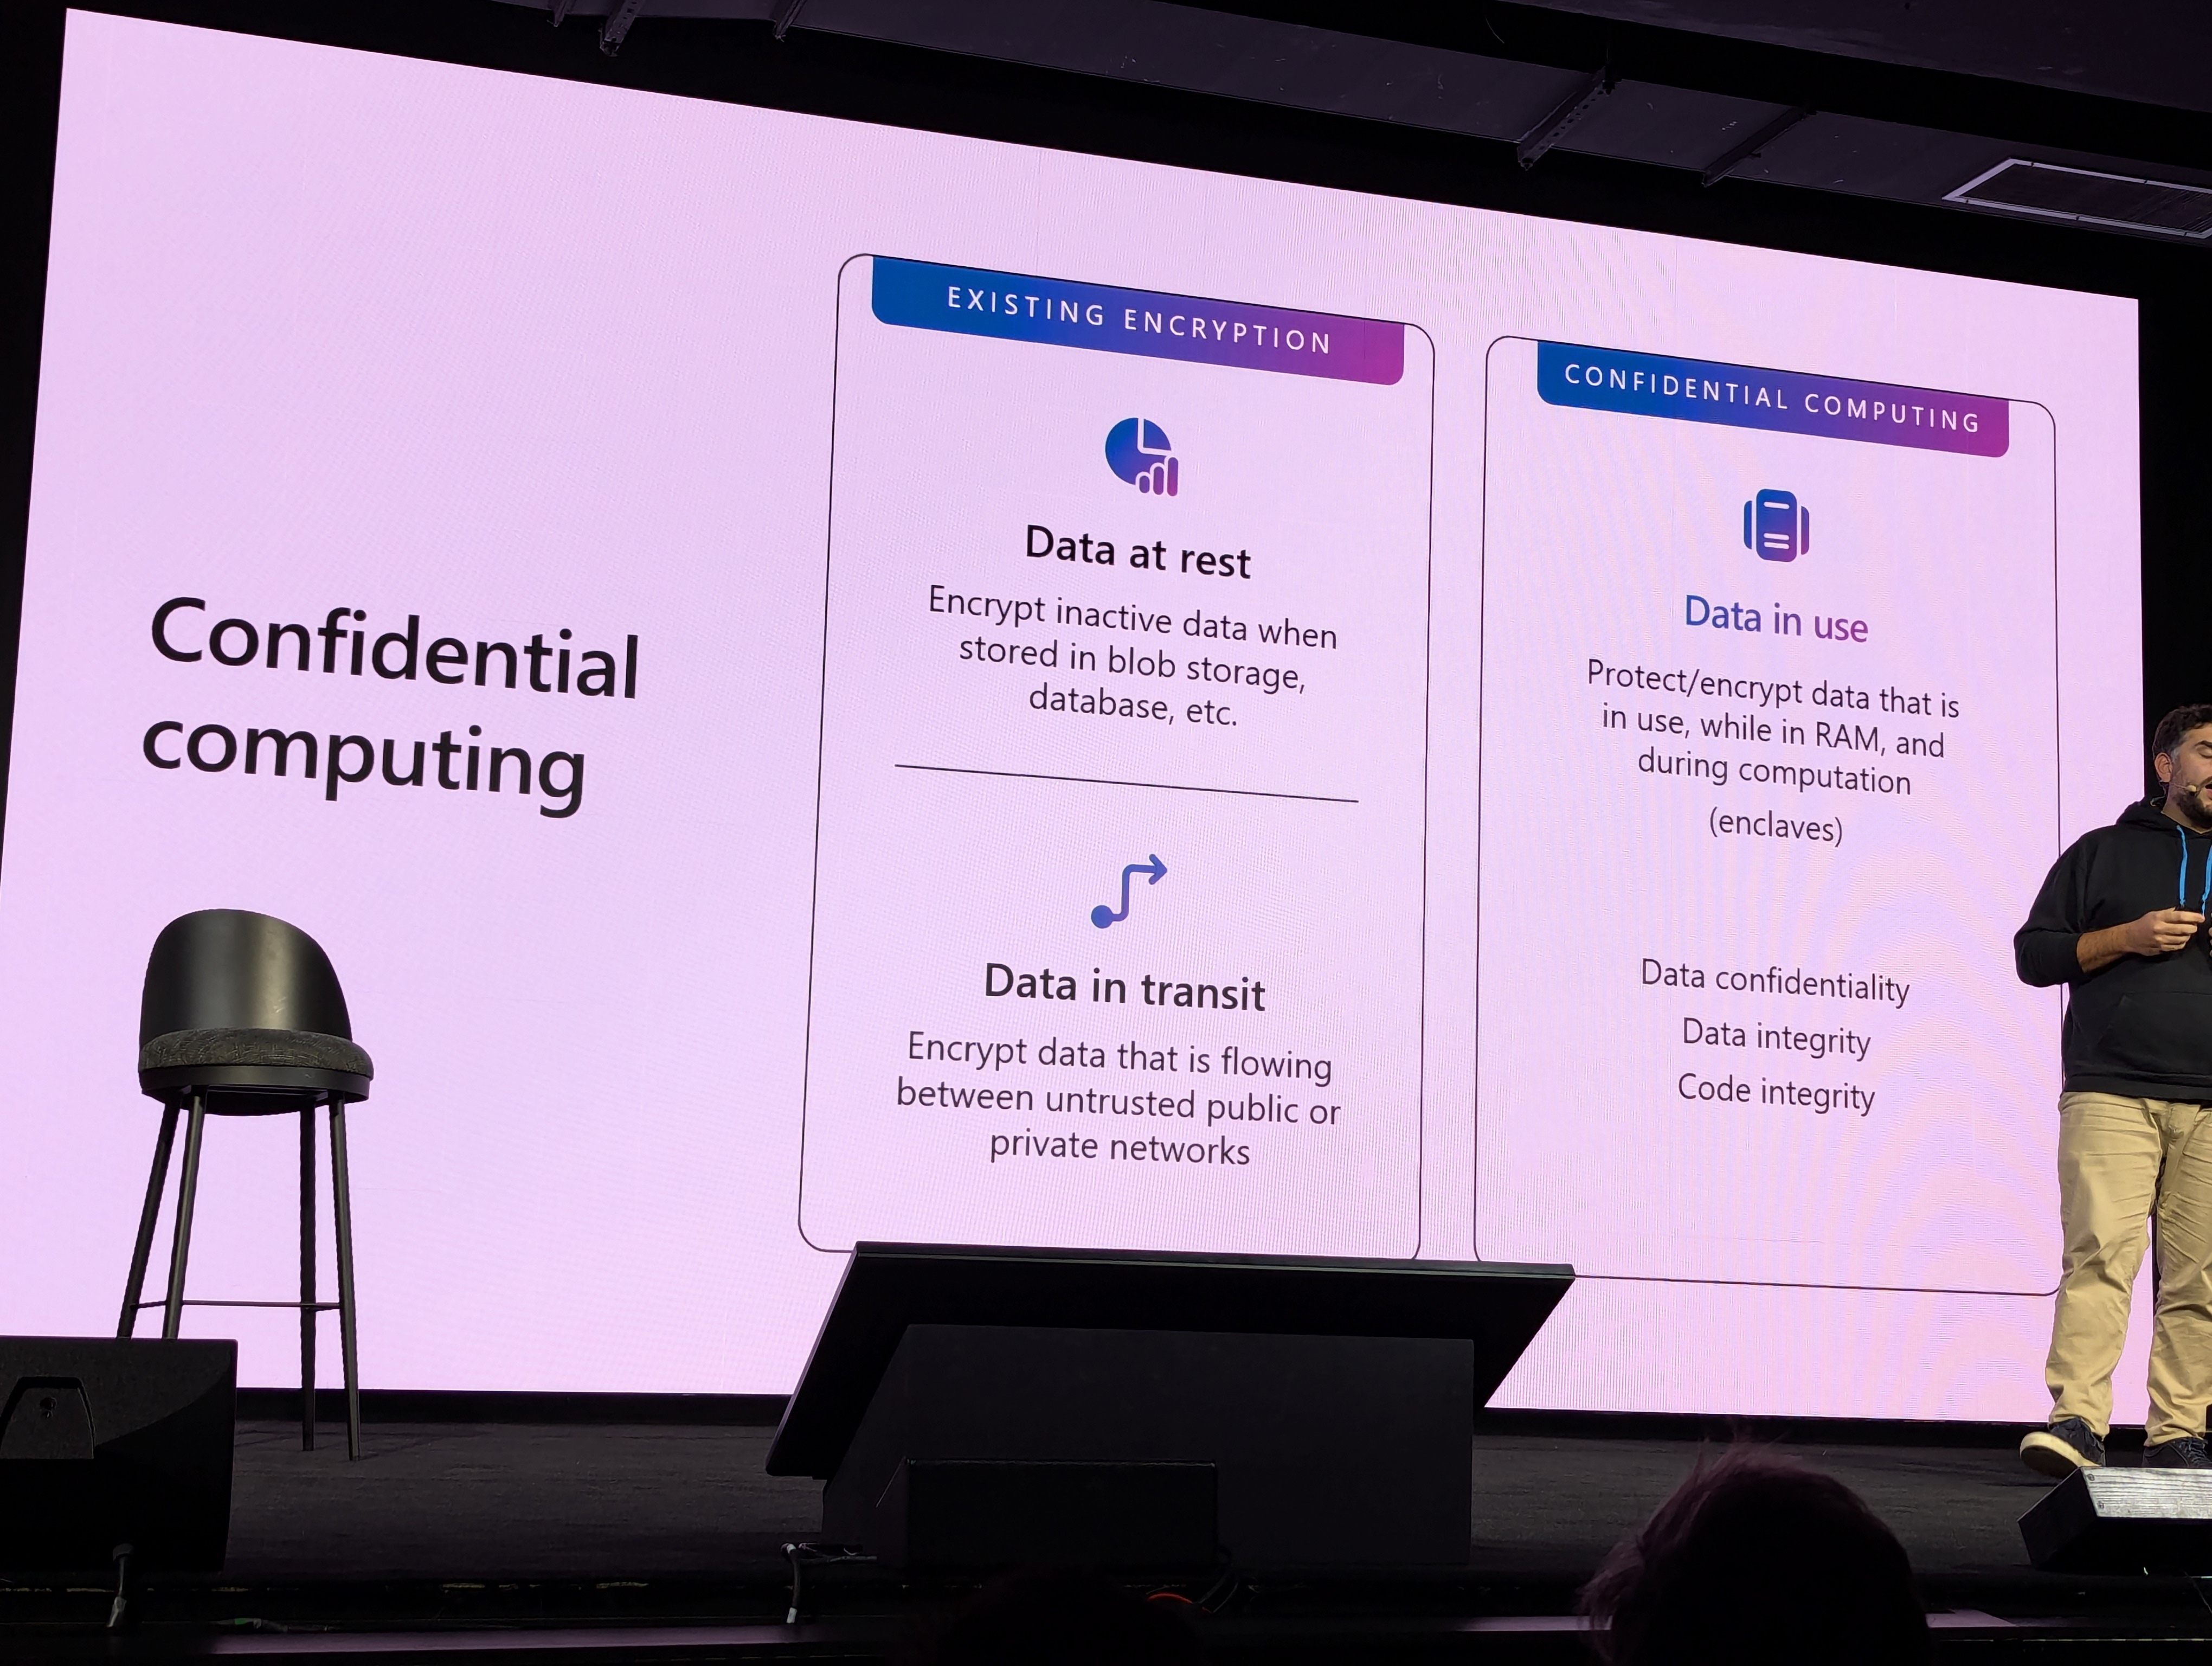 Confidential
computing
EXISTING ENCRYPTION
Data at rest
Encrypt inactive data when
stored in blob storage,
database, etc.
Data in transit
Encrypt data that is flowing
between untrusted public or
private networks
CONFIDENTIAL COMPUTING
Data in use
Protect/encrypt data that is
in use, while in RAM, and
during computation
(enclaves)
Data confidentiality
Data integrity
Code integrity